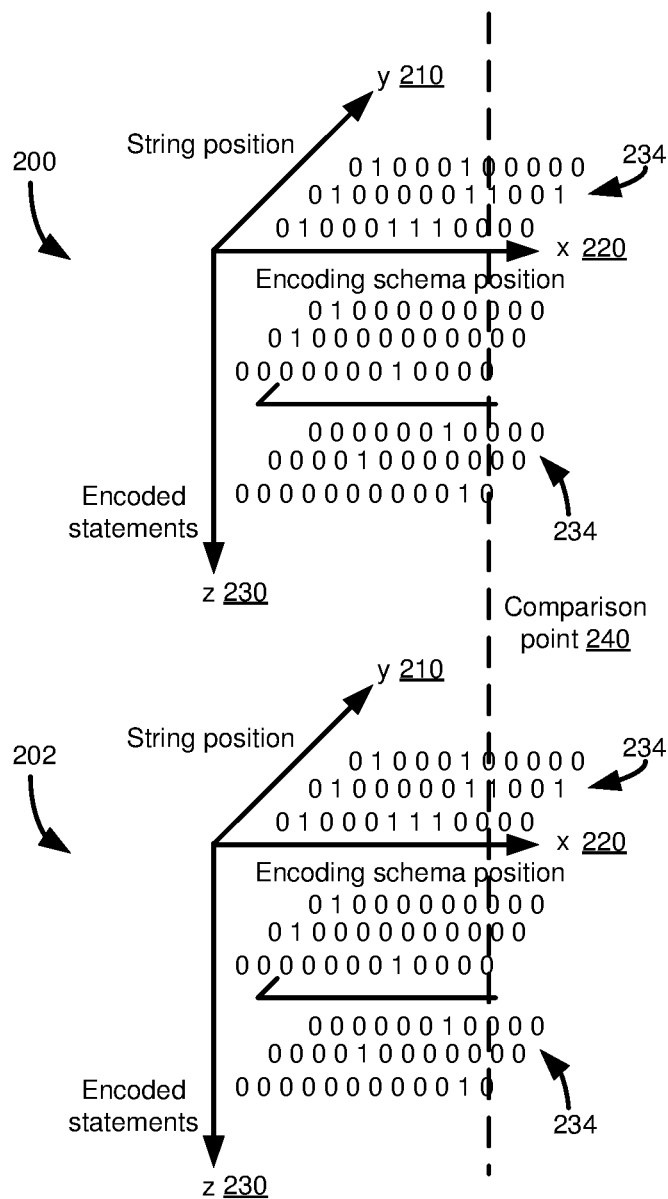 y 210
String position
200
234
0 1 0 0 0 1 0 0 0 0 0
0 1 0 0 0 0 0 1 1 0 0 1
0 1 0 0 0 1 1 1 0 0 0 0
x 220
Encoding schema position
0 1 0 0 0 0 0 0 0 0 0
0 1 0 0 0 0 0 0 0 0 0 0
0 0 0 0 0 0 0 1 0 0 0 0
0 0 0 0 0 0 1 0 0 0 0
0 0 0 0 1 0 0 0 0 0 0 0
0 0 0 0 0 0 0 0 0 0 1 0
Encoded
statements
234
z 230
Comparison
point 240
y 210
String position
202
234
0 1 0 0 0 1 0 0 0 0 0
0 1 0 0 0 0 0 1 1 0 0 1
0 1 0 0 0 1 1 1 0 0 0 0
x 220
Encoding schema position
0 1 0 0 0 0 0 0 0 0 0
0 1 0 0 0 0 0 0 0 0 0 0
0 0 0 0 0 0 0 1 0 0 0 0
0 0 0 0 0 0 1 0 0 0 0
0 0 0 0 1 0 0 0 0 0 0 0
0 0 0 0 0 0 0 0 0 0 1 0
Encoded
statements
234
z 230